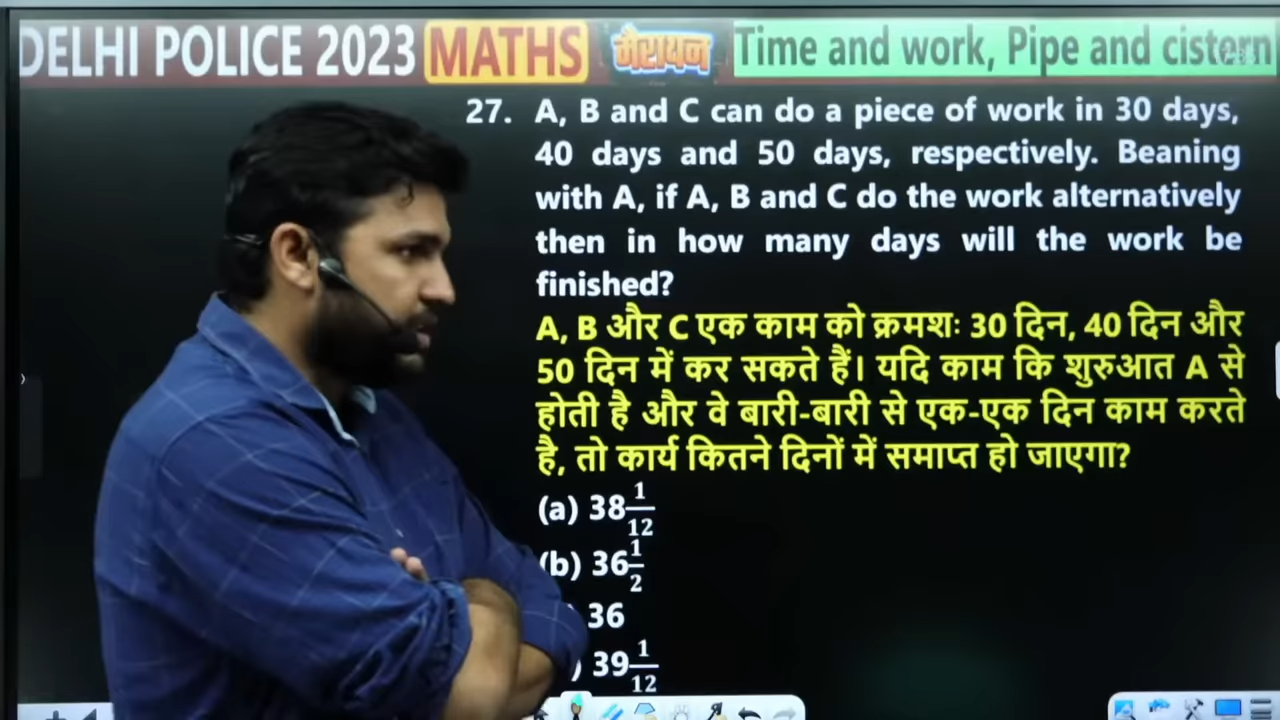 DELHI POLICE 2023 MATHS मैराथन Time and work, Pipe and cistern
27. A, B and C can do a piece of work in 30 days,
40 days and 50 days, respectively. Beaning
with A, if A, B and C do the work alternatively
then in how many days will the work be
finished?
A, B और C एक काम को क्रमशः 30 दिन, 40 दिन और
50 दिन में कर सकते हैं। यदि काम कि शुरुआत A से
होती है और वे बारी-बारी से एक-एक दिन काम करते
है, तो कार्य कितने दिनों में समाप्त हो जाएगा?
(a) 38 1/12
(b) 36 1/2
) 36
) 39 1/12